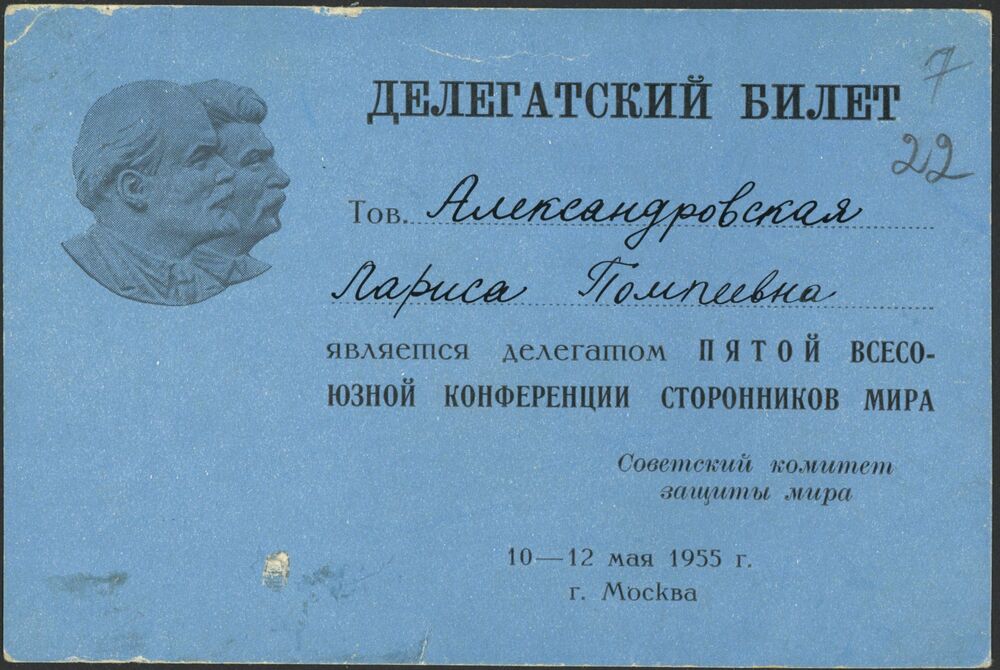 7
ДЕЛЕГАТСКИЙ БИЛЕТ
22
Тов. Александровская
Лариса Помпеевна
является делегатом ПЯТОЙ ВСЕСО-
ЮЗНОЙ КОНФЕРЕНЦИИ СТОРОННИКОВ МИРА
Советский комитет
защиты мира
10—12 мая 1955 г.
г. Москва